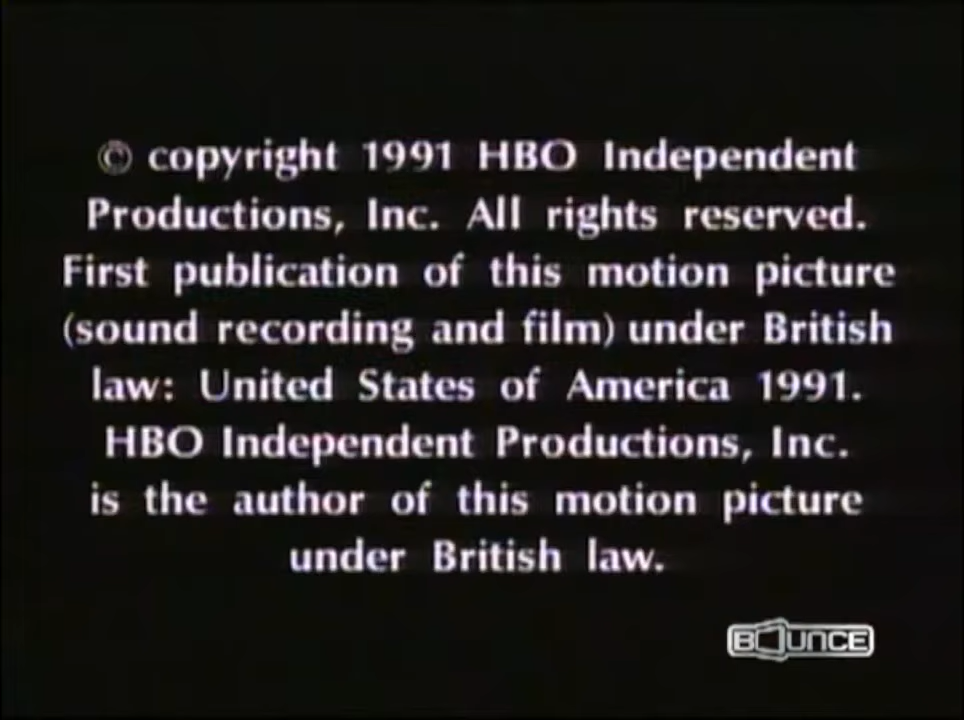 © copyright 1991 HBO Independent
Productions, Inc. All rights reserved.
First publication of this motion picture
(sound recording and film) under British
law: United States of America 1991.
HBO Independent Productions, Inc.
is the author of this motion picture
under British law.
BOUNCE